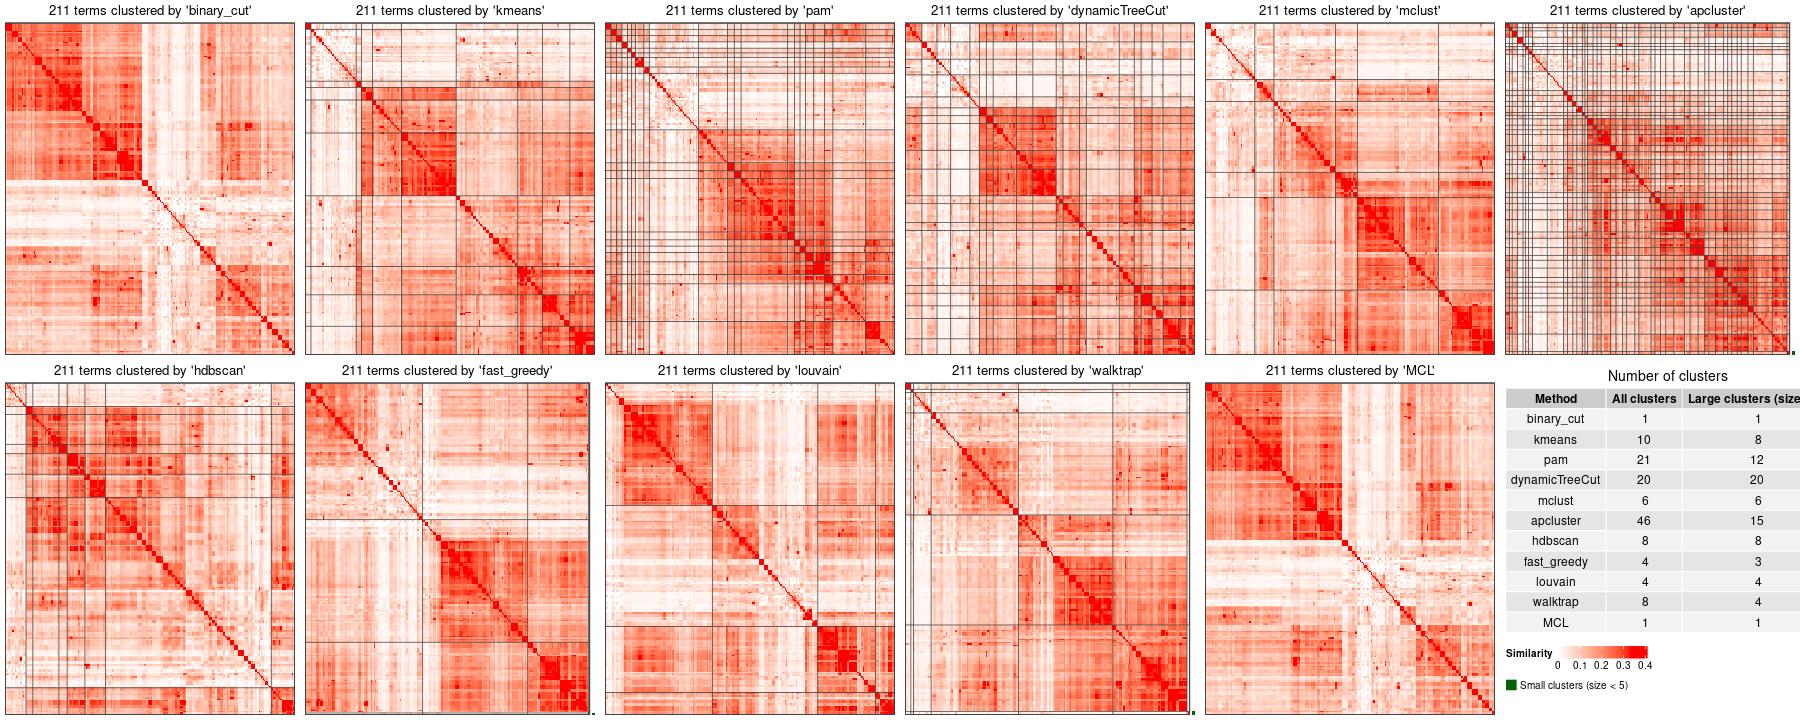 211 terms clustered by 'binary_cut'
211 terms clustered by 'kmeans'
211 terms clustered by 'pam'
211 terms clustered by 'dynamicTreeCut'
211 terms clustered by 'mclust'
211 terms clustered by 'apcluster'
211 terms clustered by 'hdbscan'
211 terms clustered by 'fast_greedy'
211 terms clustered by 'louvain'
211 terms clustered by 'walktrap'
211 terms clustered by 'MCL'
Number of clusters
Method All clusters Large clusters (size
binary_cut 1 1
kmeans 10 8
pam 21 12
dynamicTreeCut 20 20
mclust 6 6
apcluster 46 15
hdbscan 8 8
fast_greedy 4 3
louvain 4 4
walktrap 8 4
MCL 1 1
Similarity
0 0.1 0.2 0.3 0.4
Small clusters (size < 5)